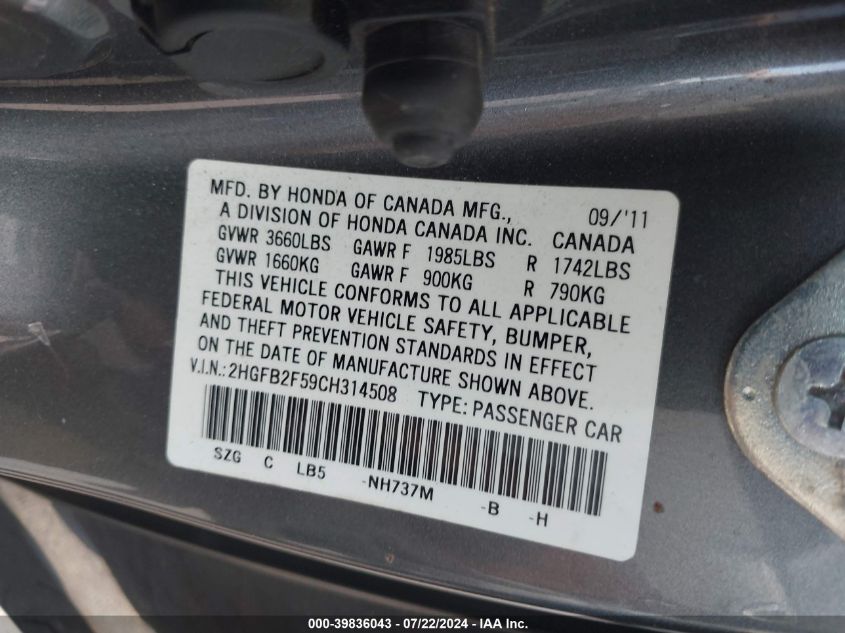 MFD. BY HONDA OF CANADA MFG., 09/'11
A DIVISION OF HONDA CANADA INC. CANADA
GVWR 3660LBS GAWR F 1985LBS R 1742LBS
GVWR 1660KG GAWR F 900KG R 790KG
THIS VEHICLE CONFORMS TO ALL APPLICABLE
FEDERAL MOTOR VEHICLE SAFETY, BUMPER,
AND THEFT PREVENTION STANDARDS IN EFFECT
ON THE DATE OF MANUFACTURE SHOWN ABOVE.
V.I.N.:2HGFB2F59CH314508 TYPE:PASSENGER CAR
SZG C LB5 -NH737M -B -H
000-39836043 - 07/22/2024 - IAA Inc.